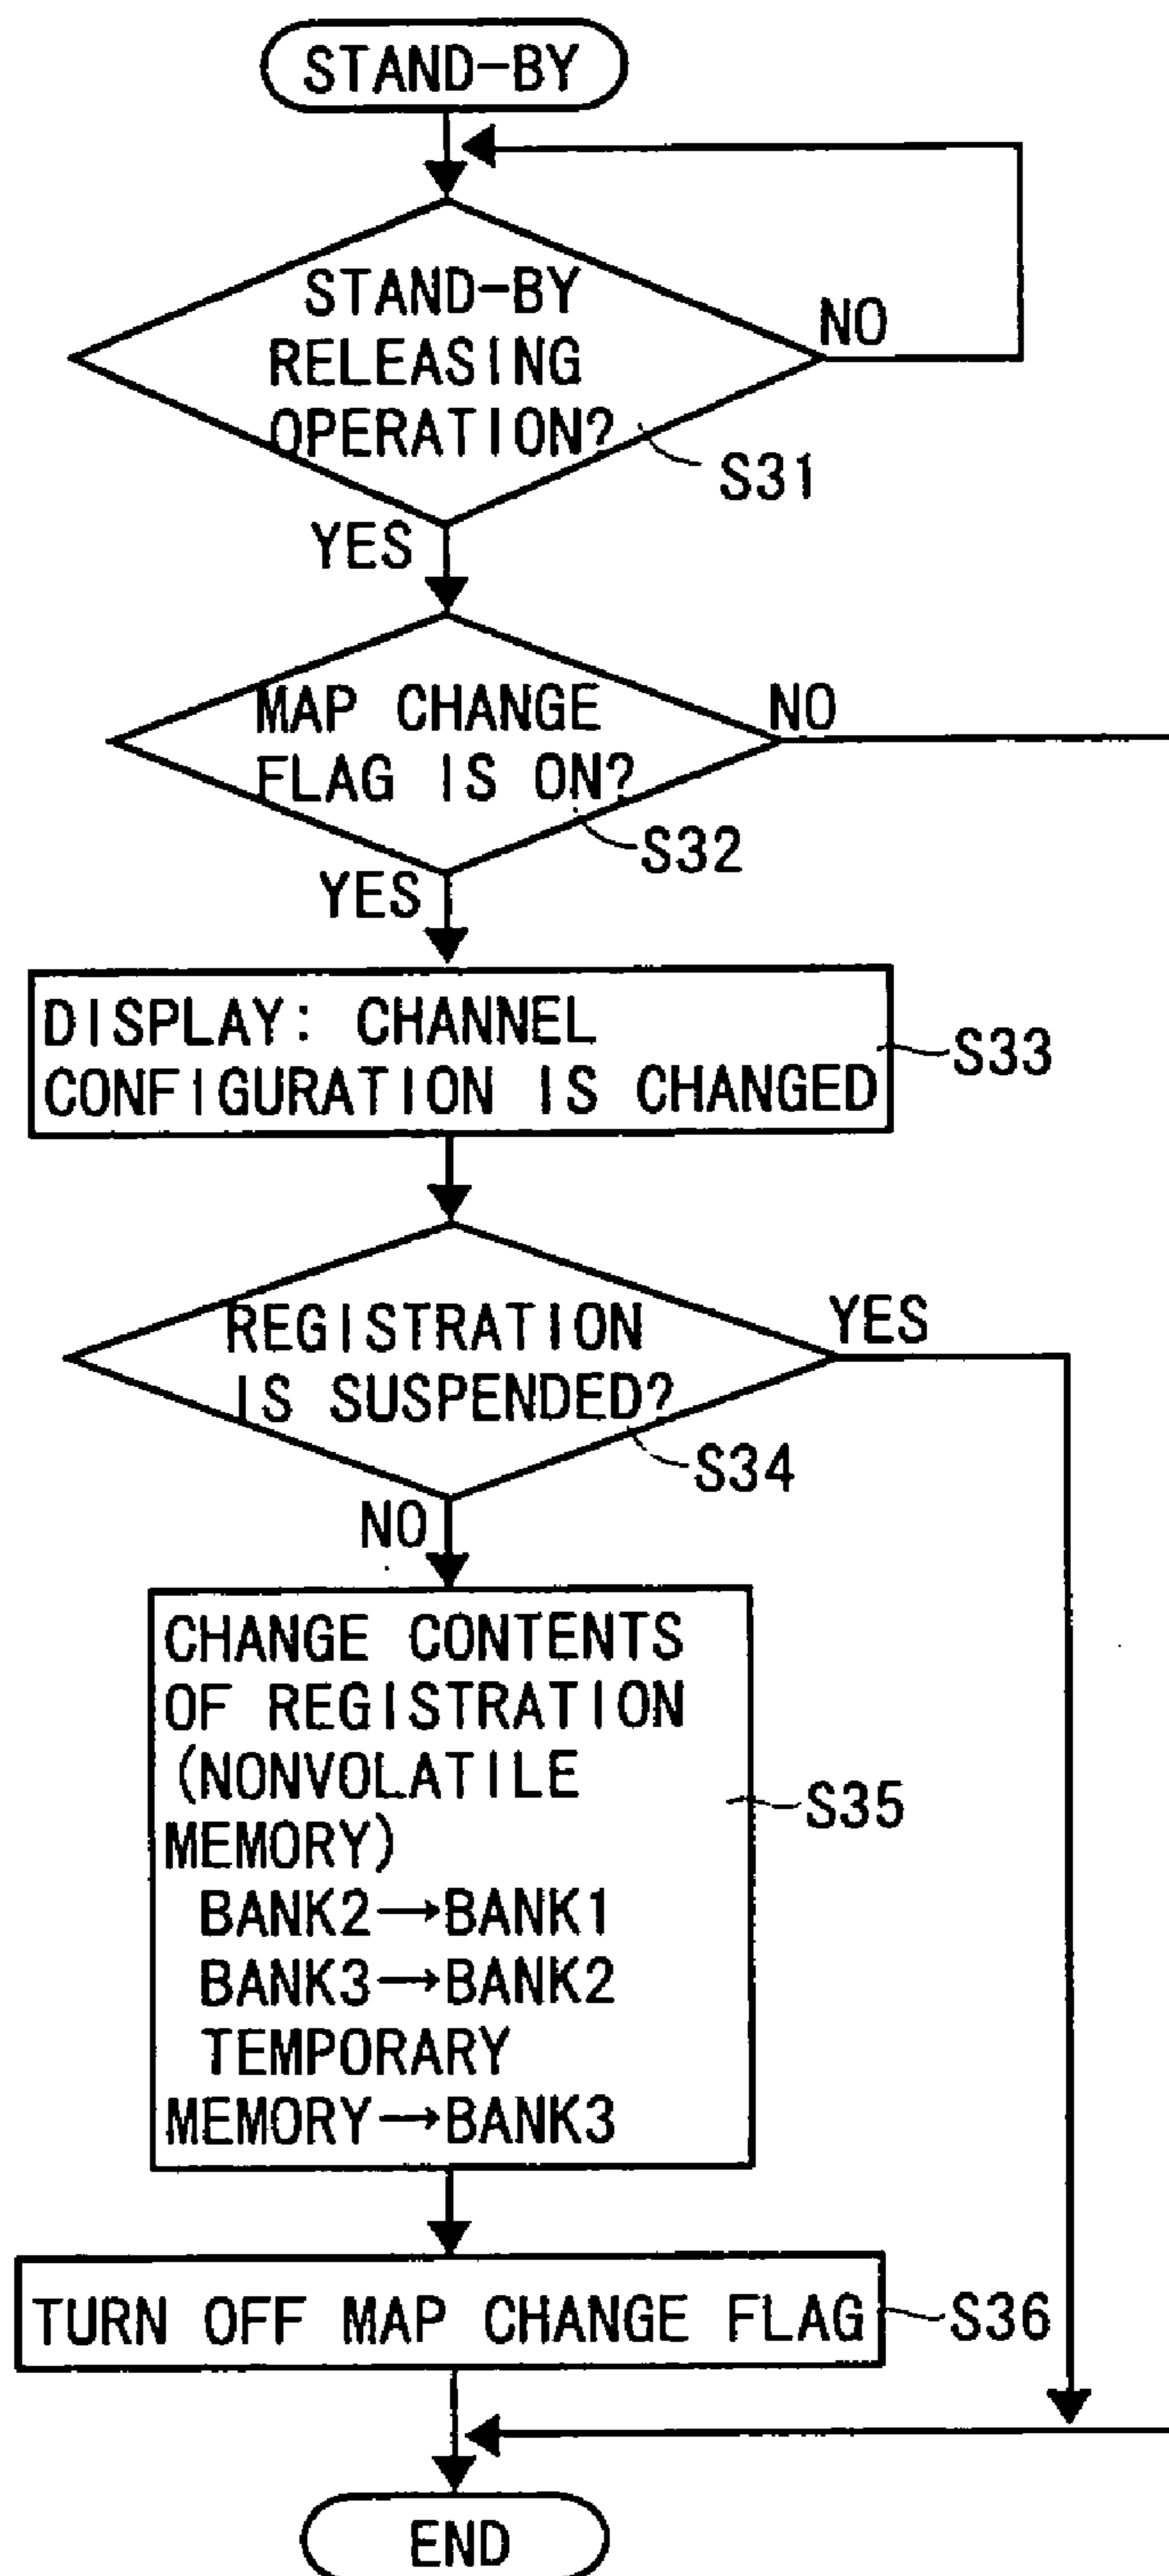 STAND-BY
STAND-BY
RELEASING
OPERATION?
NO
S31
YES
MAP CHANGE
FLAG IS ON?
NO
S32
YES
DISPLAY: CHANNEL
CONFIGURATION IS CHANGED
S33
REGISTRATION
IS SUSPENDED?
YES
S34
NO
CHANGE CONTENTS
OF REGISTRATION
(NONVOLATILE
MEMORY)
BANK2→BANK1
BANK3→BANK2
TEMPORARY
MEMORY→BANK3
S35
TURN OFF MAP CHANGE FLAG
S36
END